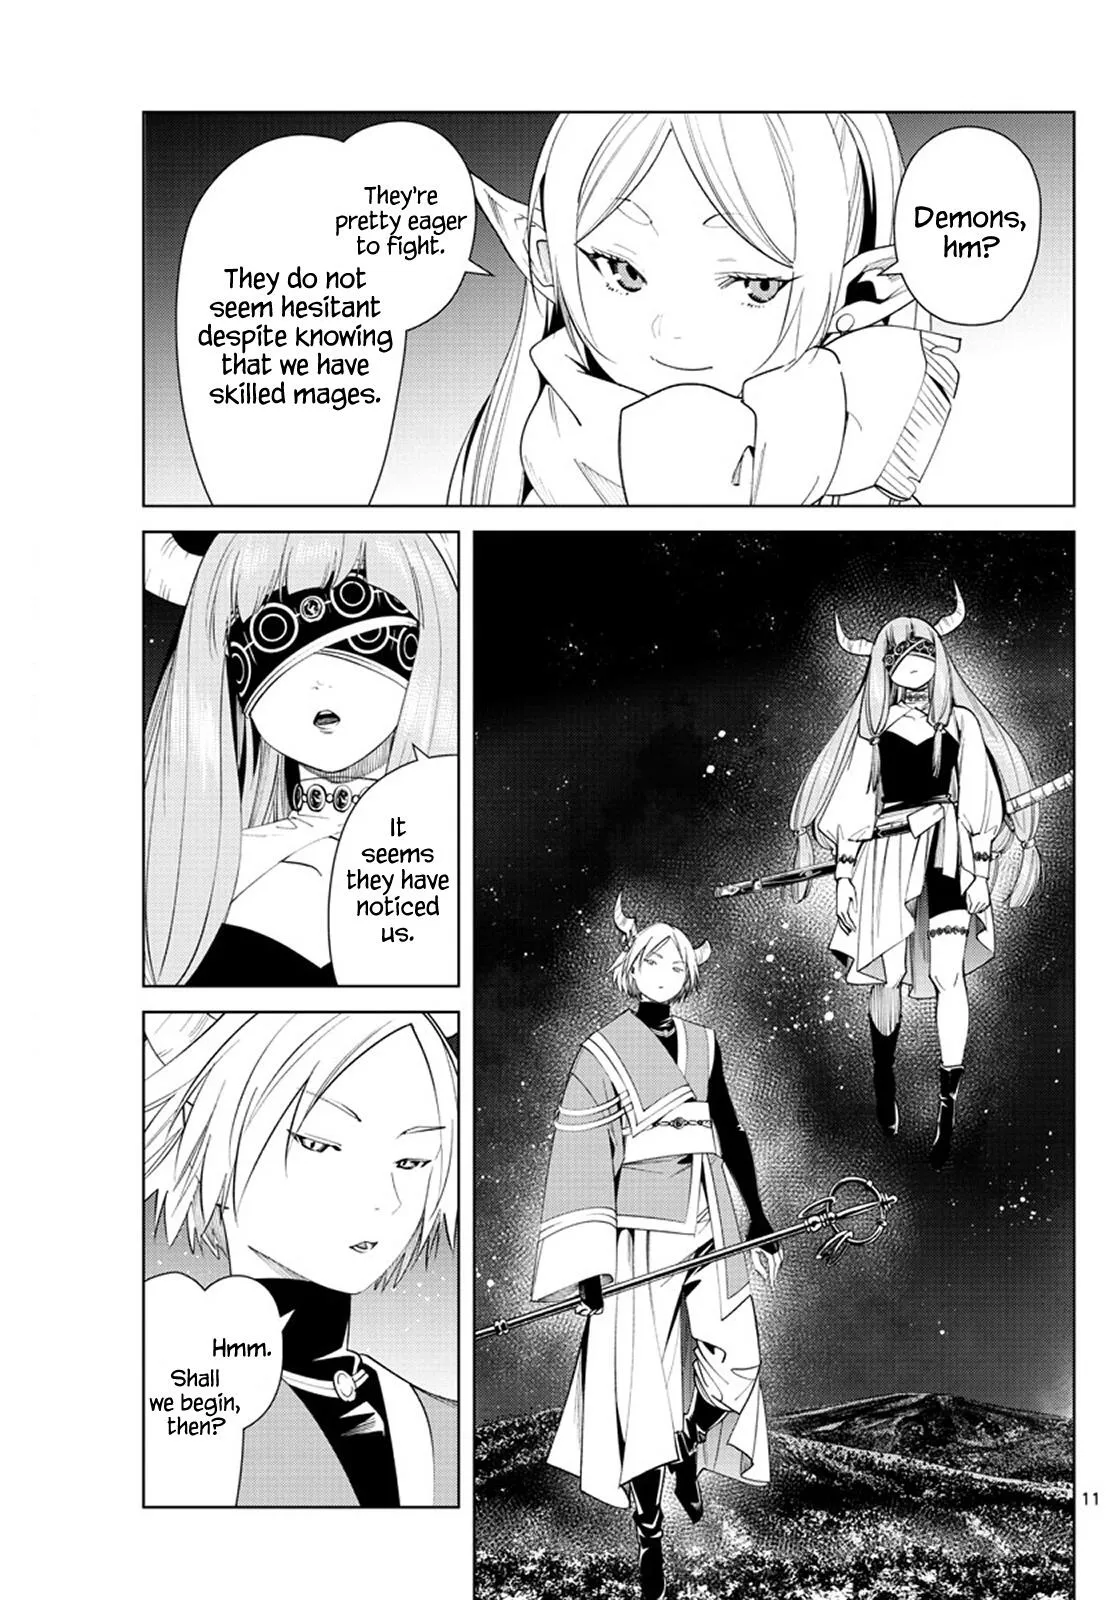 Demons,
hm?
They're
pretty eager
to fight.
They do not
seem hesitant
despite knowing
that we have
skilled mages.
It
seems
they have
noticed
us.
Hmm.
Shall
we begin,
then?
11